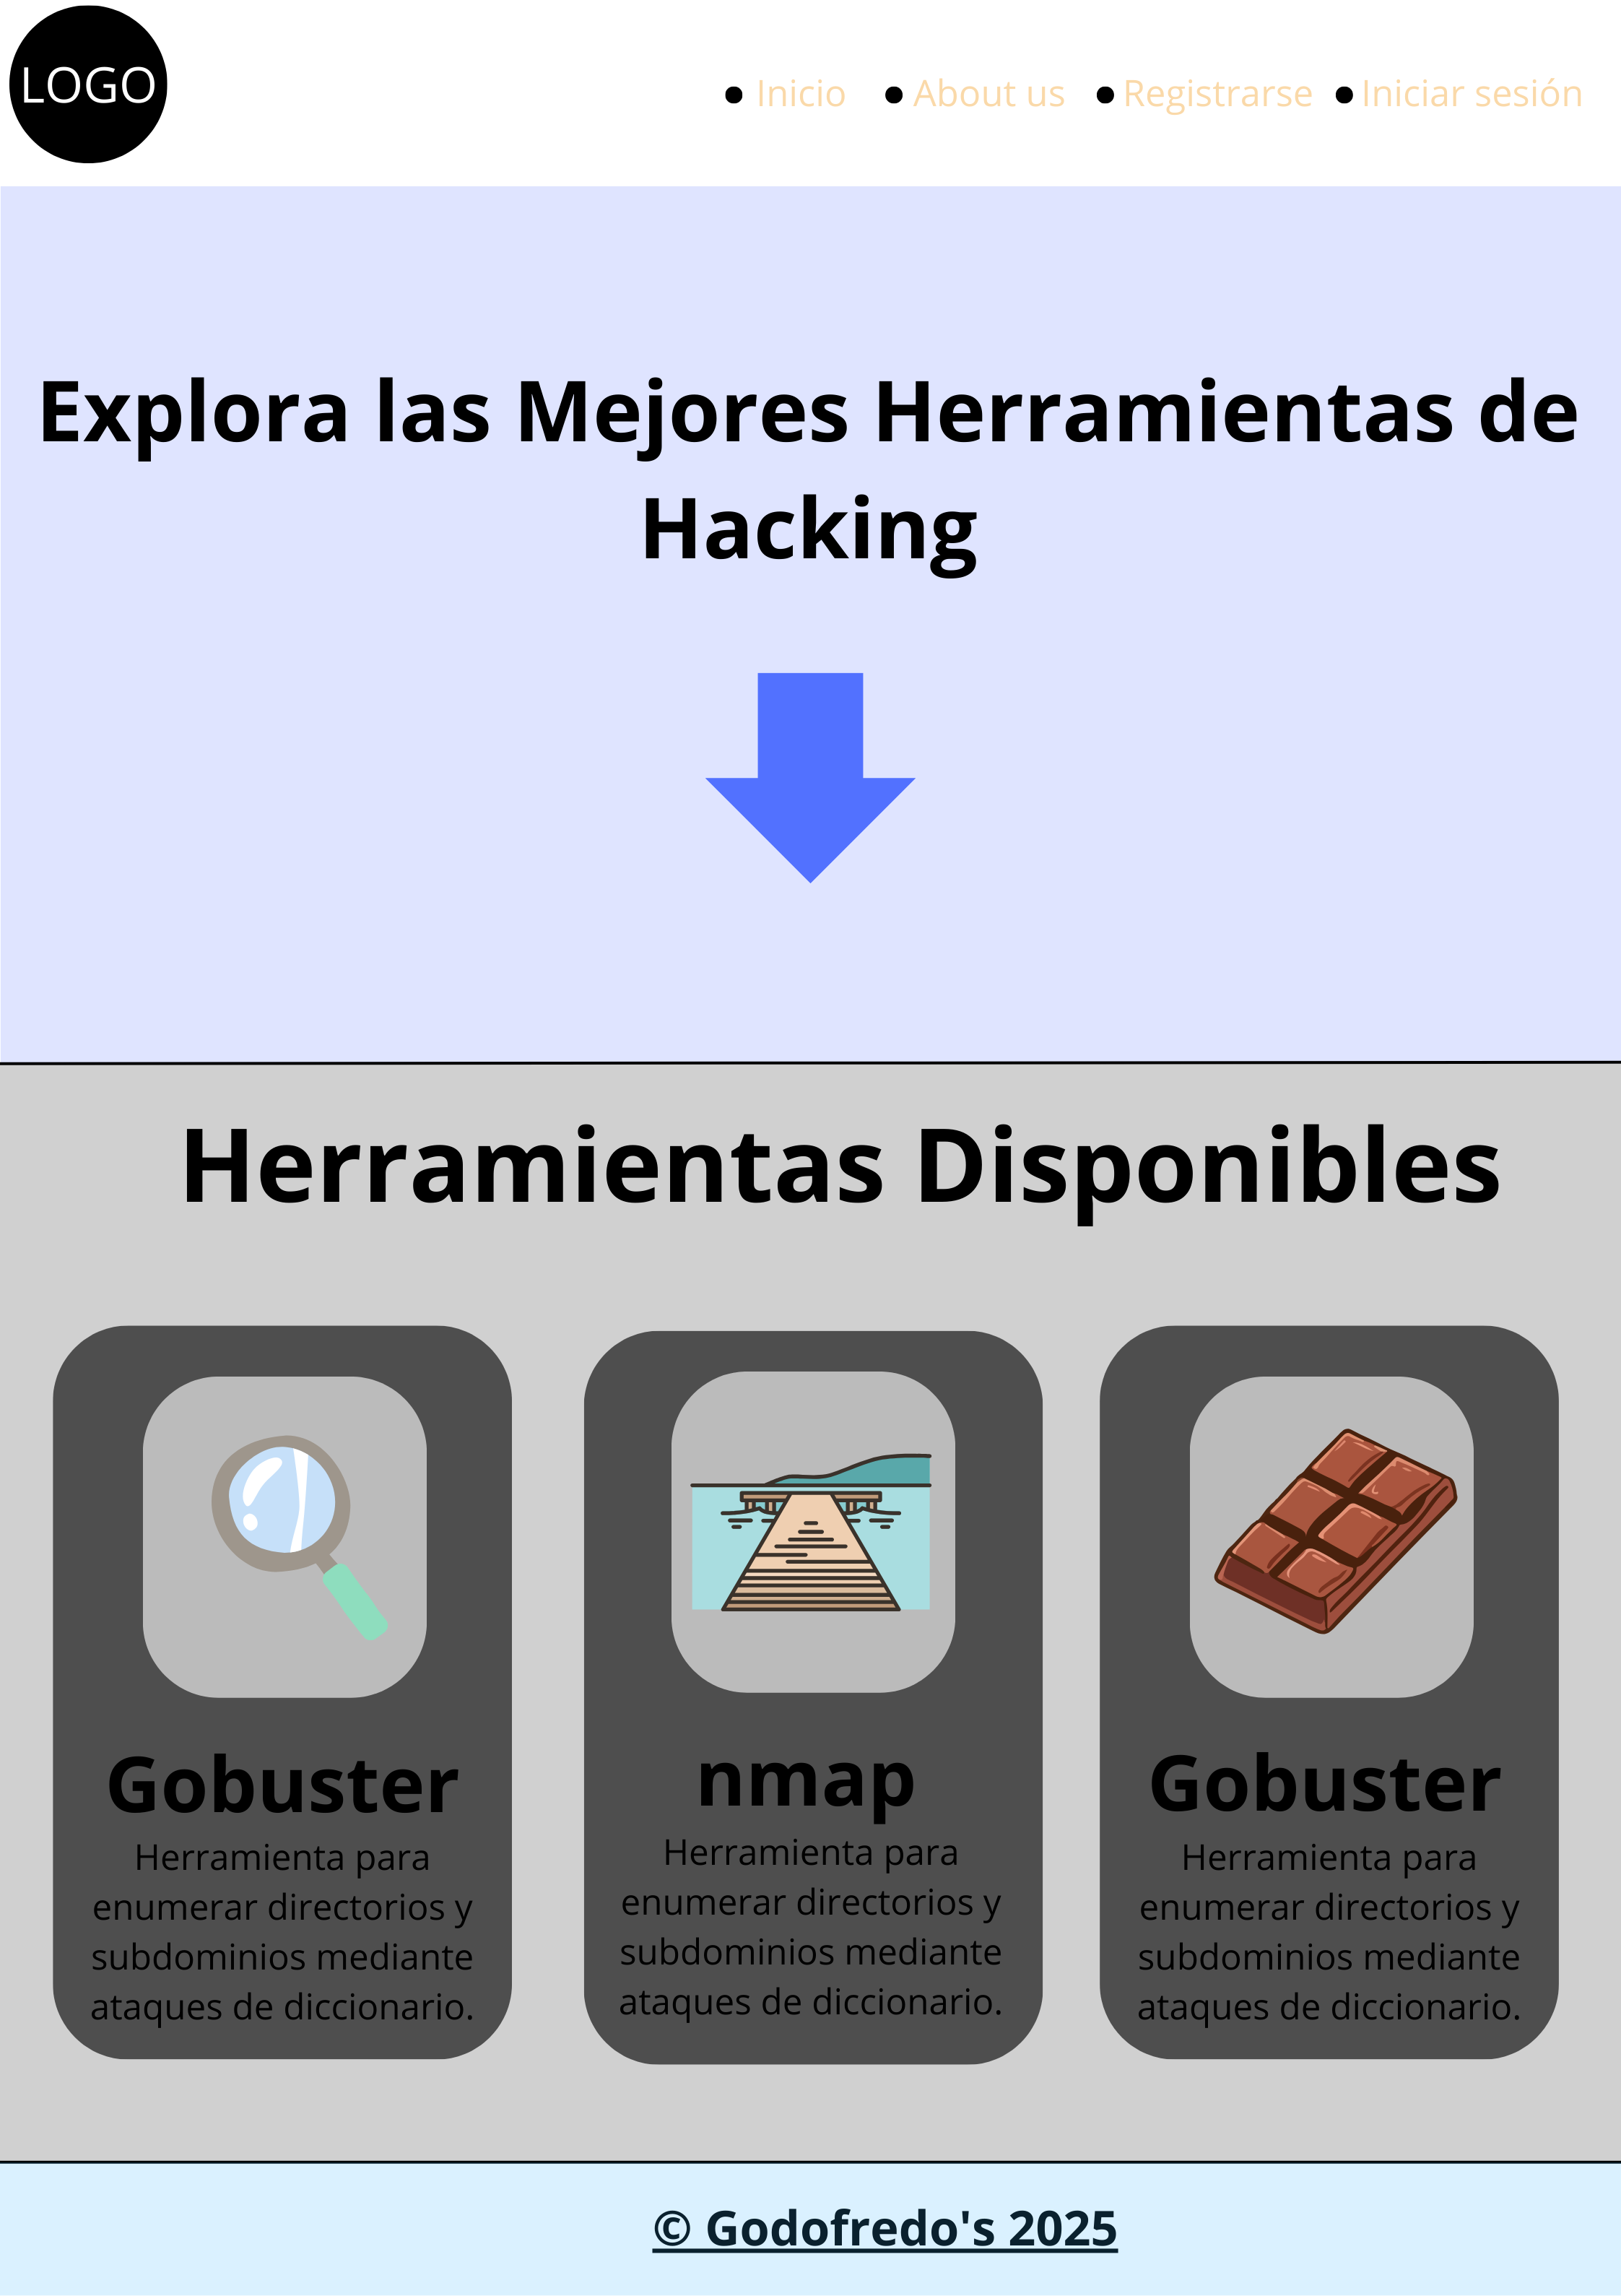 LOGO
• Inicio • About us • Registrarse • Iniciar sesión
Explora las Mejores Herramientas de
Hacking
Herramientas Disponibles
Gobuster
Herramienta para
enumerar directorios y
subdominios mediante
ataques de diccionario.
nmap
Herramienta para
enumerar directorios y
subdominios mediante
ataques de diccionario.
Gobuster
Herramienta para
enumerar directorios y
subdominios mediante
ataques de diccionario.
© Godofredo's 2025